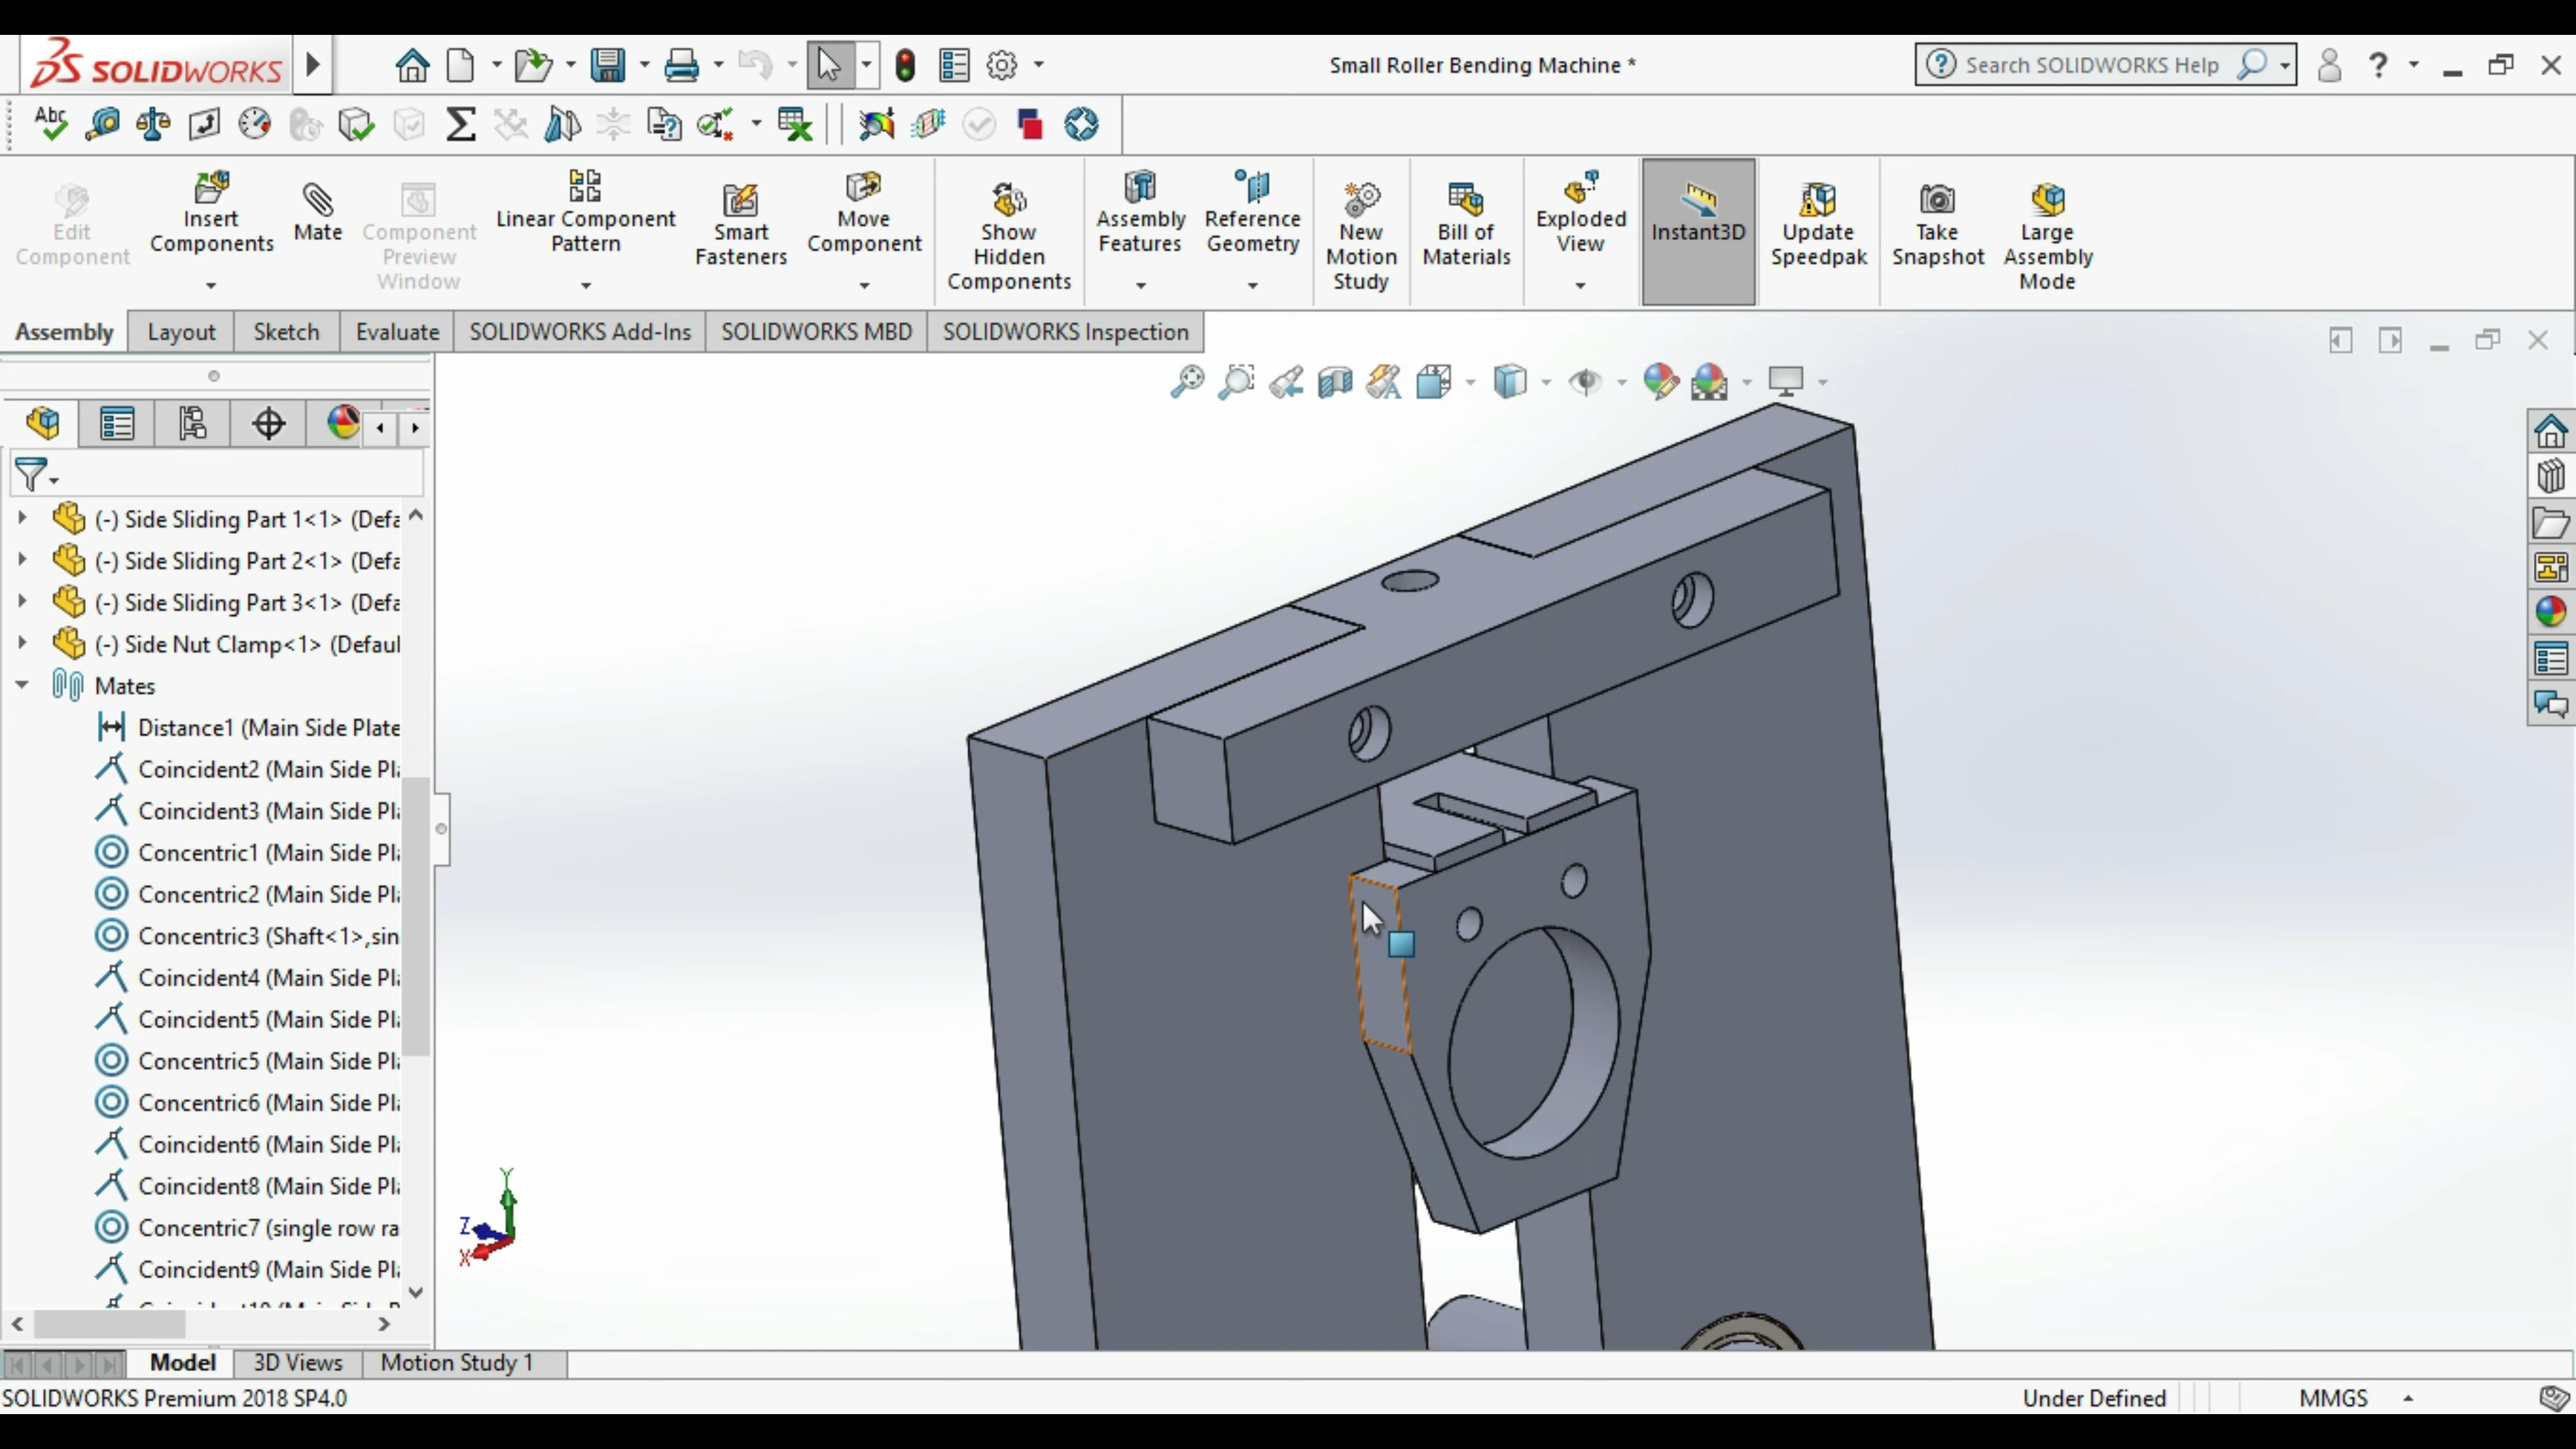 SOLIDWORKS
Small Roller Bending Machine *
Search SOLIDWORKS Help
?
Abc
Edit Component
Insert Components
Mate
Component Preview Window
Linear Component Pattern
Smart Fasteners
Move Component
Show Hidden Components
Assembly Features
Reference Geometry
New Motion Study
Bill of Materials
Exploded View
Instant3D
Update Speedpak
Take Snapshot
Large Assembly Mode
Assembly
Layout
Sketch
Evaluate
SOLIDWORKS Add-Ins
SOLIDWORKS MBD
SOLIDWORKS Inspection
(-) Side Sliding Part 1<1> (Defa
(-) Side Sliding Part 2<1> (Defa
(-) Side Sliding Part 3<1> (Defa
(-) Side Nut Clamp<1> (Defaul
Mates
Distance1 (Main Side Plate
Coincident2 (Main Side Pl
Coincident3 (Main Side Pl
Concentric1 (Main Side Pl
Concentric2 (Main Side Pl
Concentric3 (Shaft<1>,sin
Coincident4 (Main Side Pl
Coincident5 (Main Side Pl
Concentric5 (Main Side Pl
Concentric6 (Main Side Pl
Coincident6 (Main Side Pl
Coincident8 (Main Side Pl
Concentric7 (single row ra
Coincident9 (Main Side Pl
Y
Z
X
Model
3D Views
Motion Study 1
SOLIDWORKS Premium 2018 SP4.0
Under Defined
MMGS